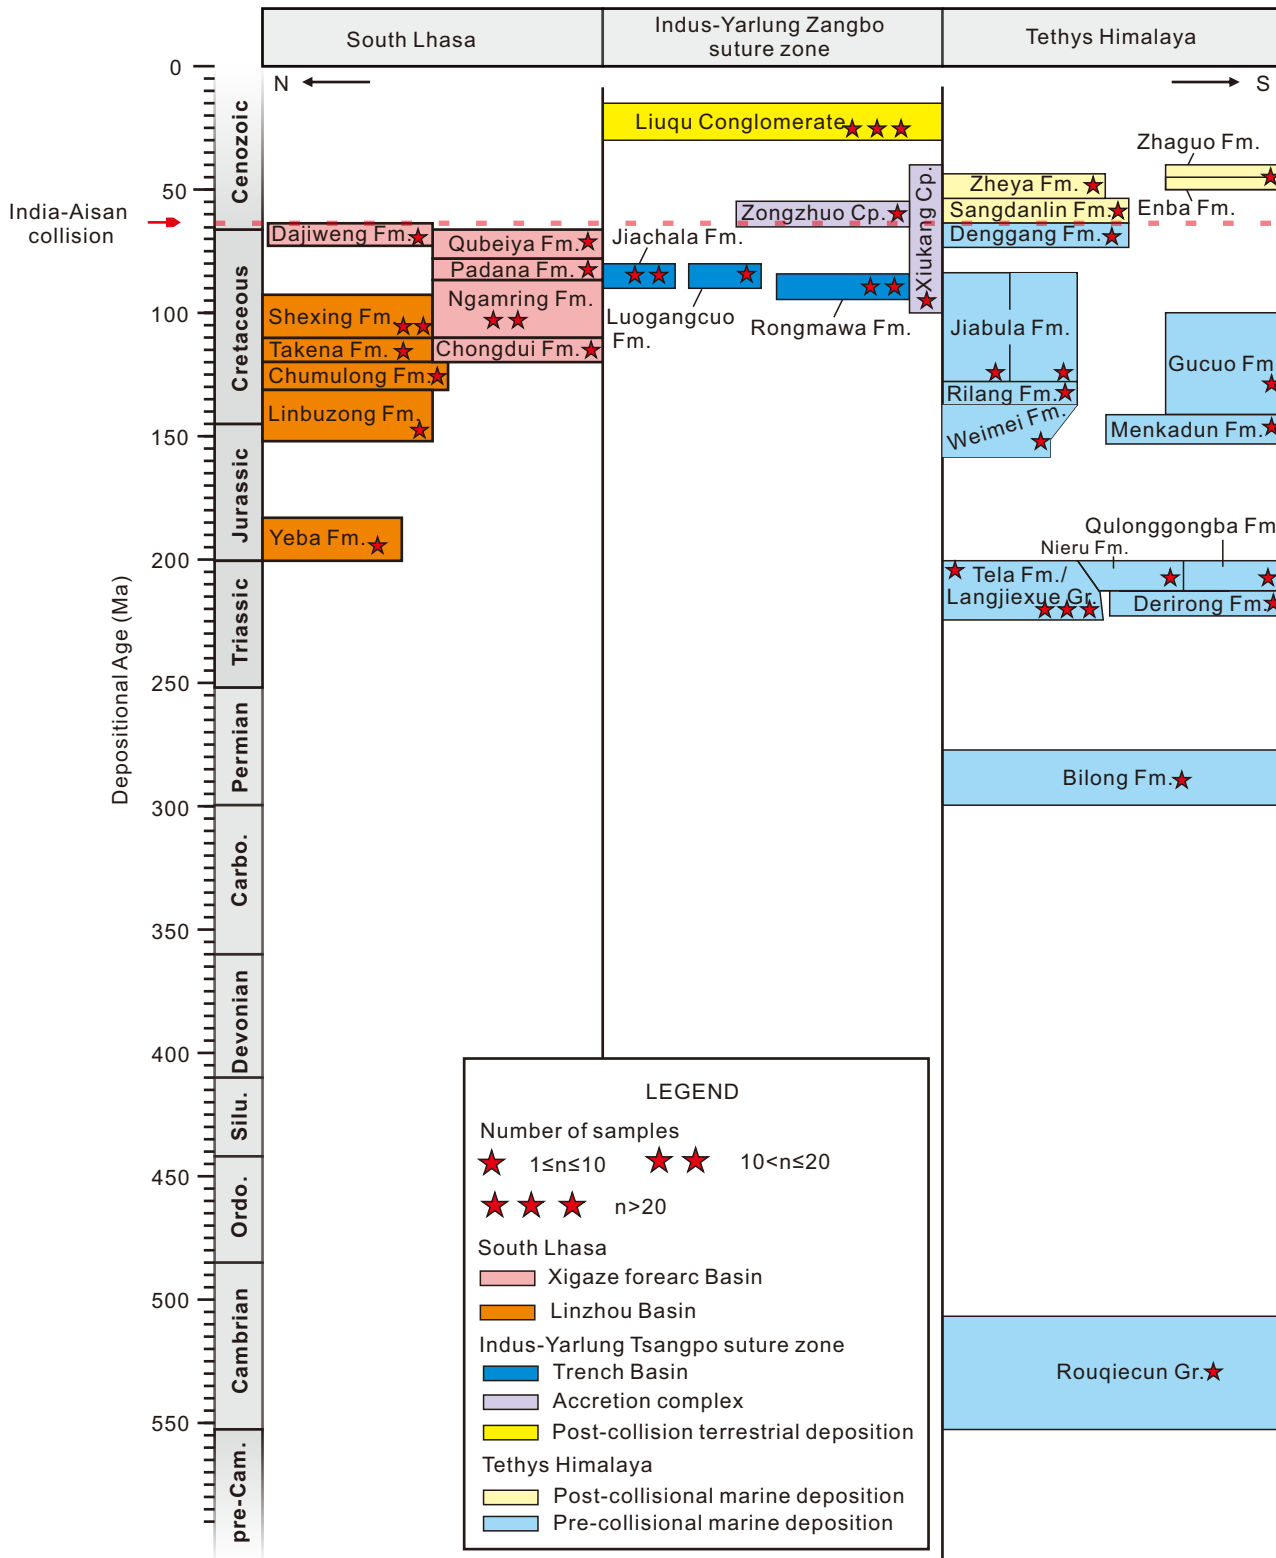 South Lhasa
Indus-Yarlung Zangbo
suture zone
Tethys Himalaya
N
S
0
50
100
150
200
250
300
350
400
450
500
550
Depositional Age (Ma)
India-Aisan
collision
Cenozoic
Cretaceous
Jurassic
Triassic
Permian
Carbo.
Devonian
Silu.
Ordo.
Cambrian
pre-Cam.
Dajiweng Fm.
Qubeiya Fm.
Padana Fm.
Ngamring Fm.
Chongdui Fm.
Shexing Fm.
Takena Fm.
Chumulong Fm.
Linbuzong Fm.
Yeba Fm.
Liuqu Conglomerate
Zongzhuo Cp.
Xiukang Cp.
Jiachala Fm.
Luogangcuo
Fm.
Rongmawa Fm.
Zhaguo Fm.
Zheya Fm.
Enba Fm.
Sangdanlin Fm.
Denggang Fm.
Jiabula Fm.
Gucuo Fm
Rilang Fm.
Weimei Fm.
Menkadun Fm.
Qulonggongba Fm
Nieru Fm.
Tela Fm./
Langjiexue Gr.
Derirong Fm.
Bilong Fm.
Rouqiecun Gr.
LEGEND
Number of samples
1≤n≤10
10<n≤20
n>20
South Lhasa
Xigaze forearc Basin
Linzhou Basin
Indus-Yarlung Tsangpo suture zone
Trench Basin
Accretion complex
Post-collision terrestrial deposition
Tethys Himalaya
Post-collisional marine deposition
Pre-collisional marine deposition